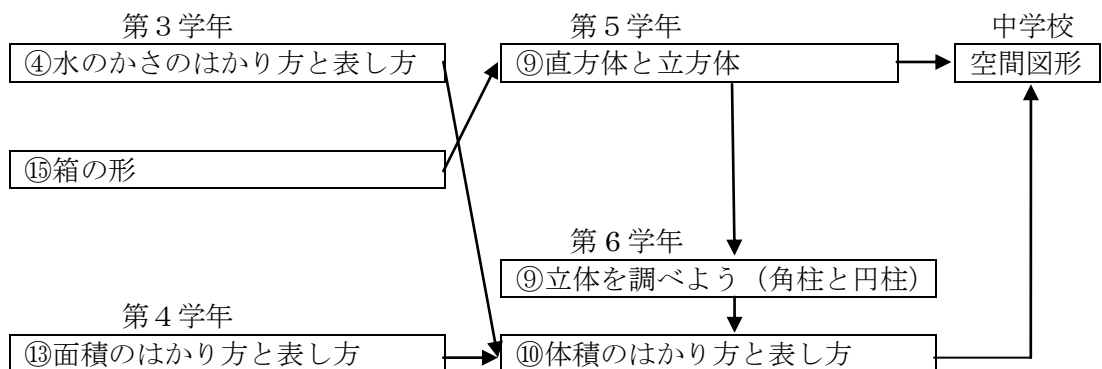 第3学年
第5学年
中学校
④水のかさのはかり方と表し方
⑨直方体と立方体
空間図形
⑮箱の形
第6学年
⑨立体を調べよう（角柱と円柱）
第4学年
⑬面積のはかり方と表し方
⑩体積のはかり方と表し方